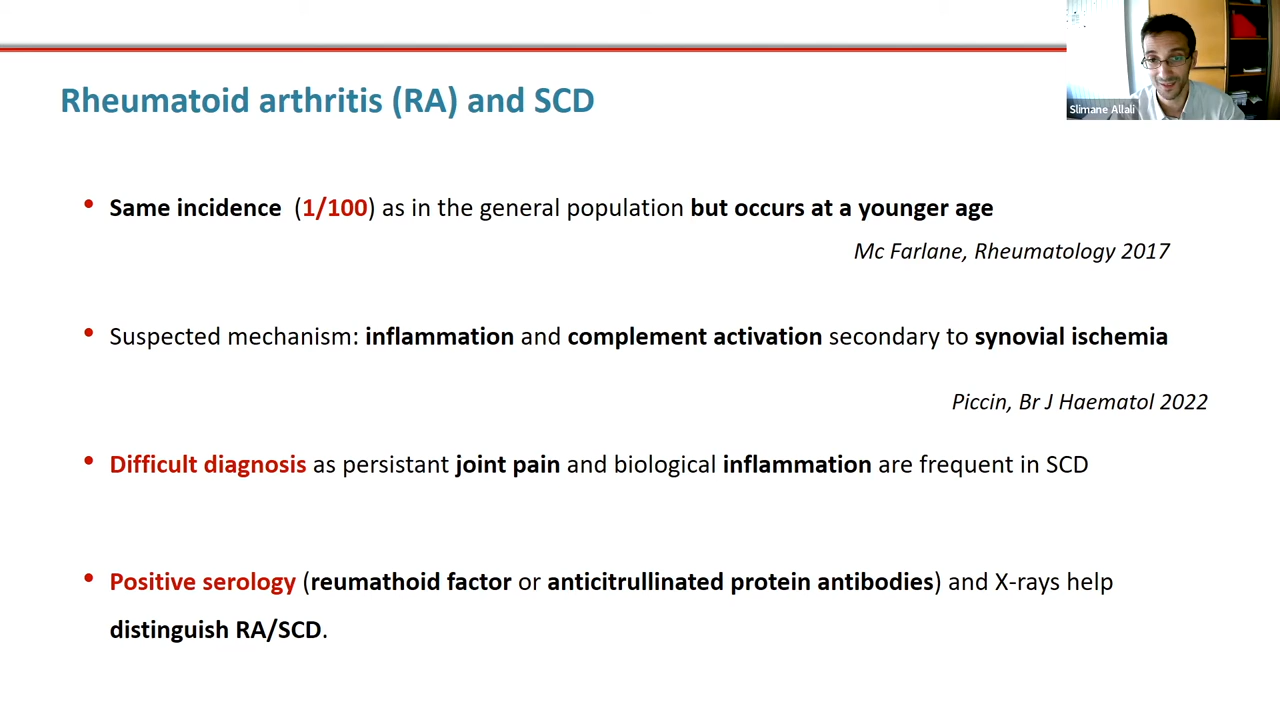 Slimane Allali
Rheumatoid arthritis (RA) and SCD
• Same incidence (1/100) as in the general population but occurs at a younger age
Mc Farlane, Rheumatology 2017
• Suspected mechanism: inflammation and complement activation secondary to synovial ischemia
Piccin, Br J Haematol 2022
• Difficult diagnosis as persistant joint pain and biological inflammation are frequent in SCD
• Positive serology (reumathoid factor or anticitrullinated protein antibodies) and X-rays help
distinguish RA/SCD.